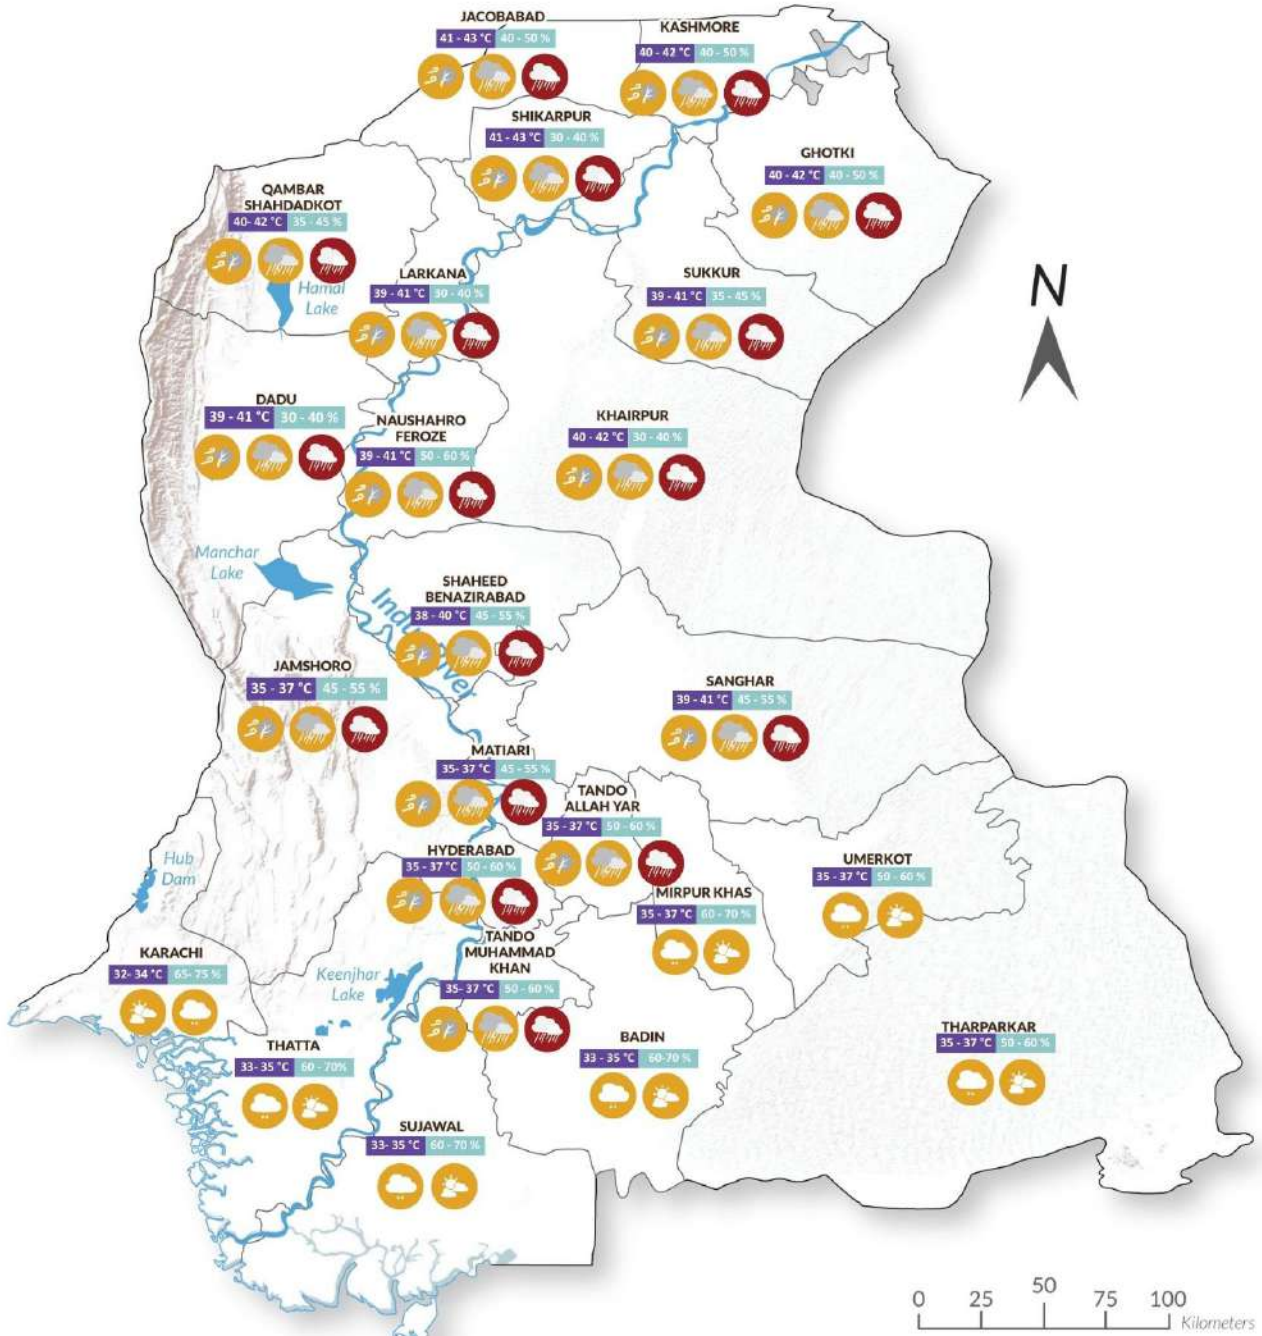 JACOBABAD
41 - 43 °C 40 - 50 %
KASHMORE
40 - 42 °C 40 - 50 %
SHIKARPUR
41 - 43 °C 30 - 40 %
GHOTKI
40 - 42 °C 40 - 50 %
QAMBAR
SHAHDADKOT
40- 42 °C 35 - 45 %
Hamal
Lake
LARKANA
39 - 41 °C 30 - 40 %
SUKKUR
39 - 41 °C 35 - 45 %
N
DADU
39 - 41 °C 30 - 40 %
NAUSHAHRO
FEROZE
39 - 41 °C 50 - 60 %
KHAIRPUR
40 - 42 °C 30 - 40 %
Manchar
Lake
SHAHEED
BENAZIRABAD
38 - 40 °C 45 - 55 %
Indus River
JAMSHORO
35 - 37 °C 45 - 55 %
SANGHAR
39 - 41 °C 45 - 55 %
MATIARI
35- 37 °C 45 - 55 %
TANDO
ALLAH YAR
35 - 37 °C 50 - 60 %
HYDERABAD
35 - 37 °C 50 - 60 %
UMERKOT
35 - 37 °C 50 - 60 %
Hub
Dam
MIRPUR KHAS
35 - 37 °C 60 - 70 %
KARACHI
32- 34 °C 65- 75 %
TANDO
MUHAMMAD
KHAN
35- 37 °C 50 - 60 %
Keenjhar
Lake
THATTA
33- 35 °C 60 - 70%
BADIN
33 - 35 °C 60-70 %
THARPARKAR
35 - 37 °C 50 - 60 %
SUJAWAL
33- 35 °C 60 - 70 %
0 25 50 75 100
Kilometers